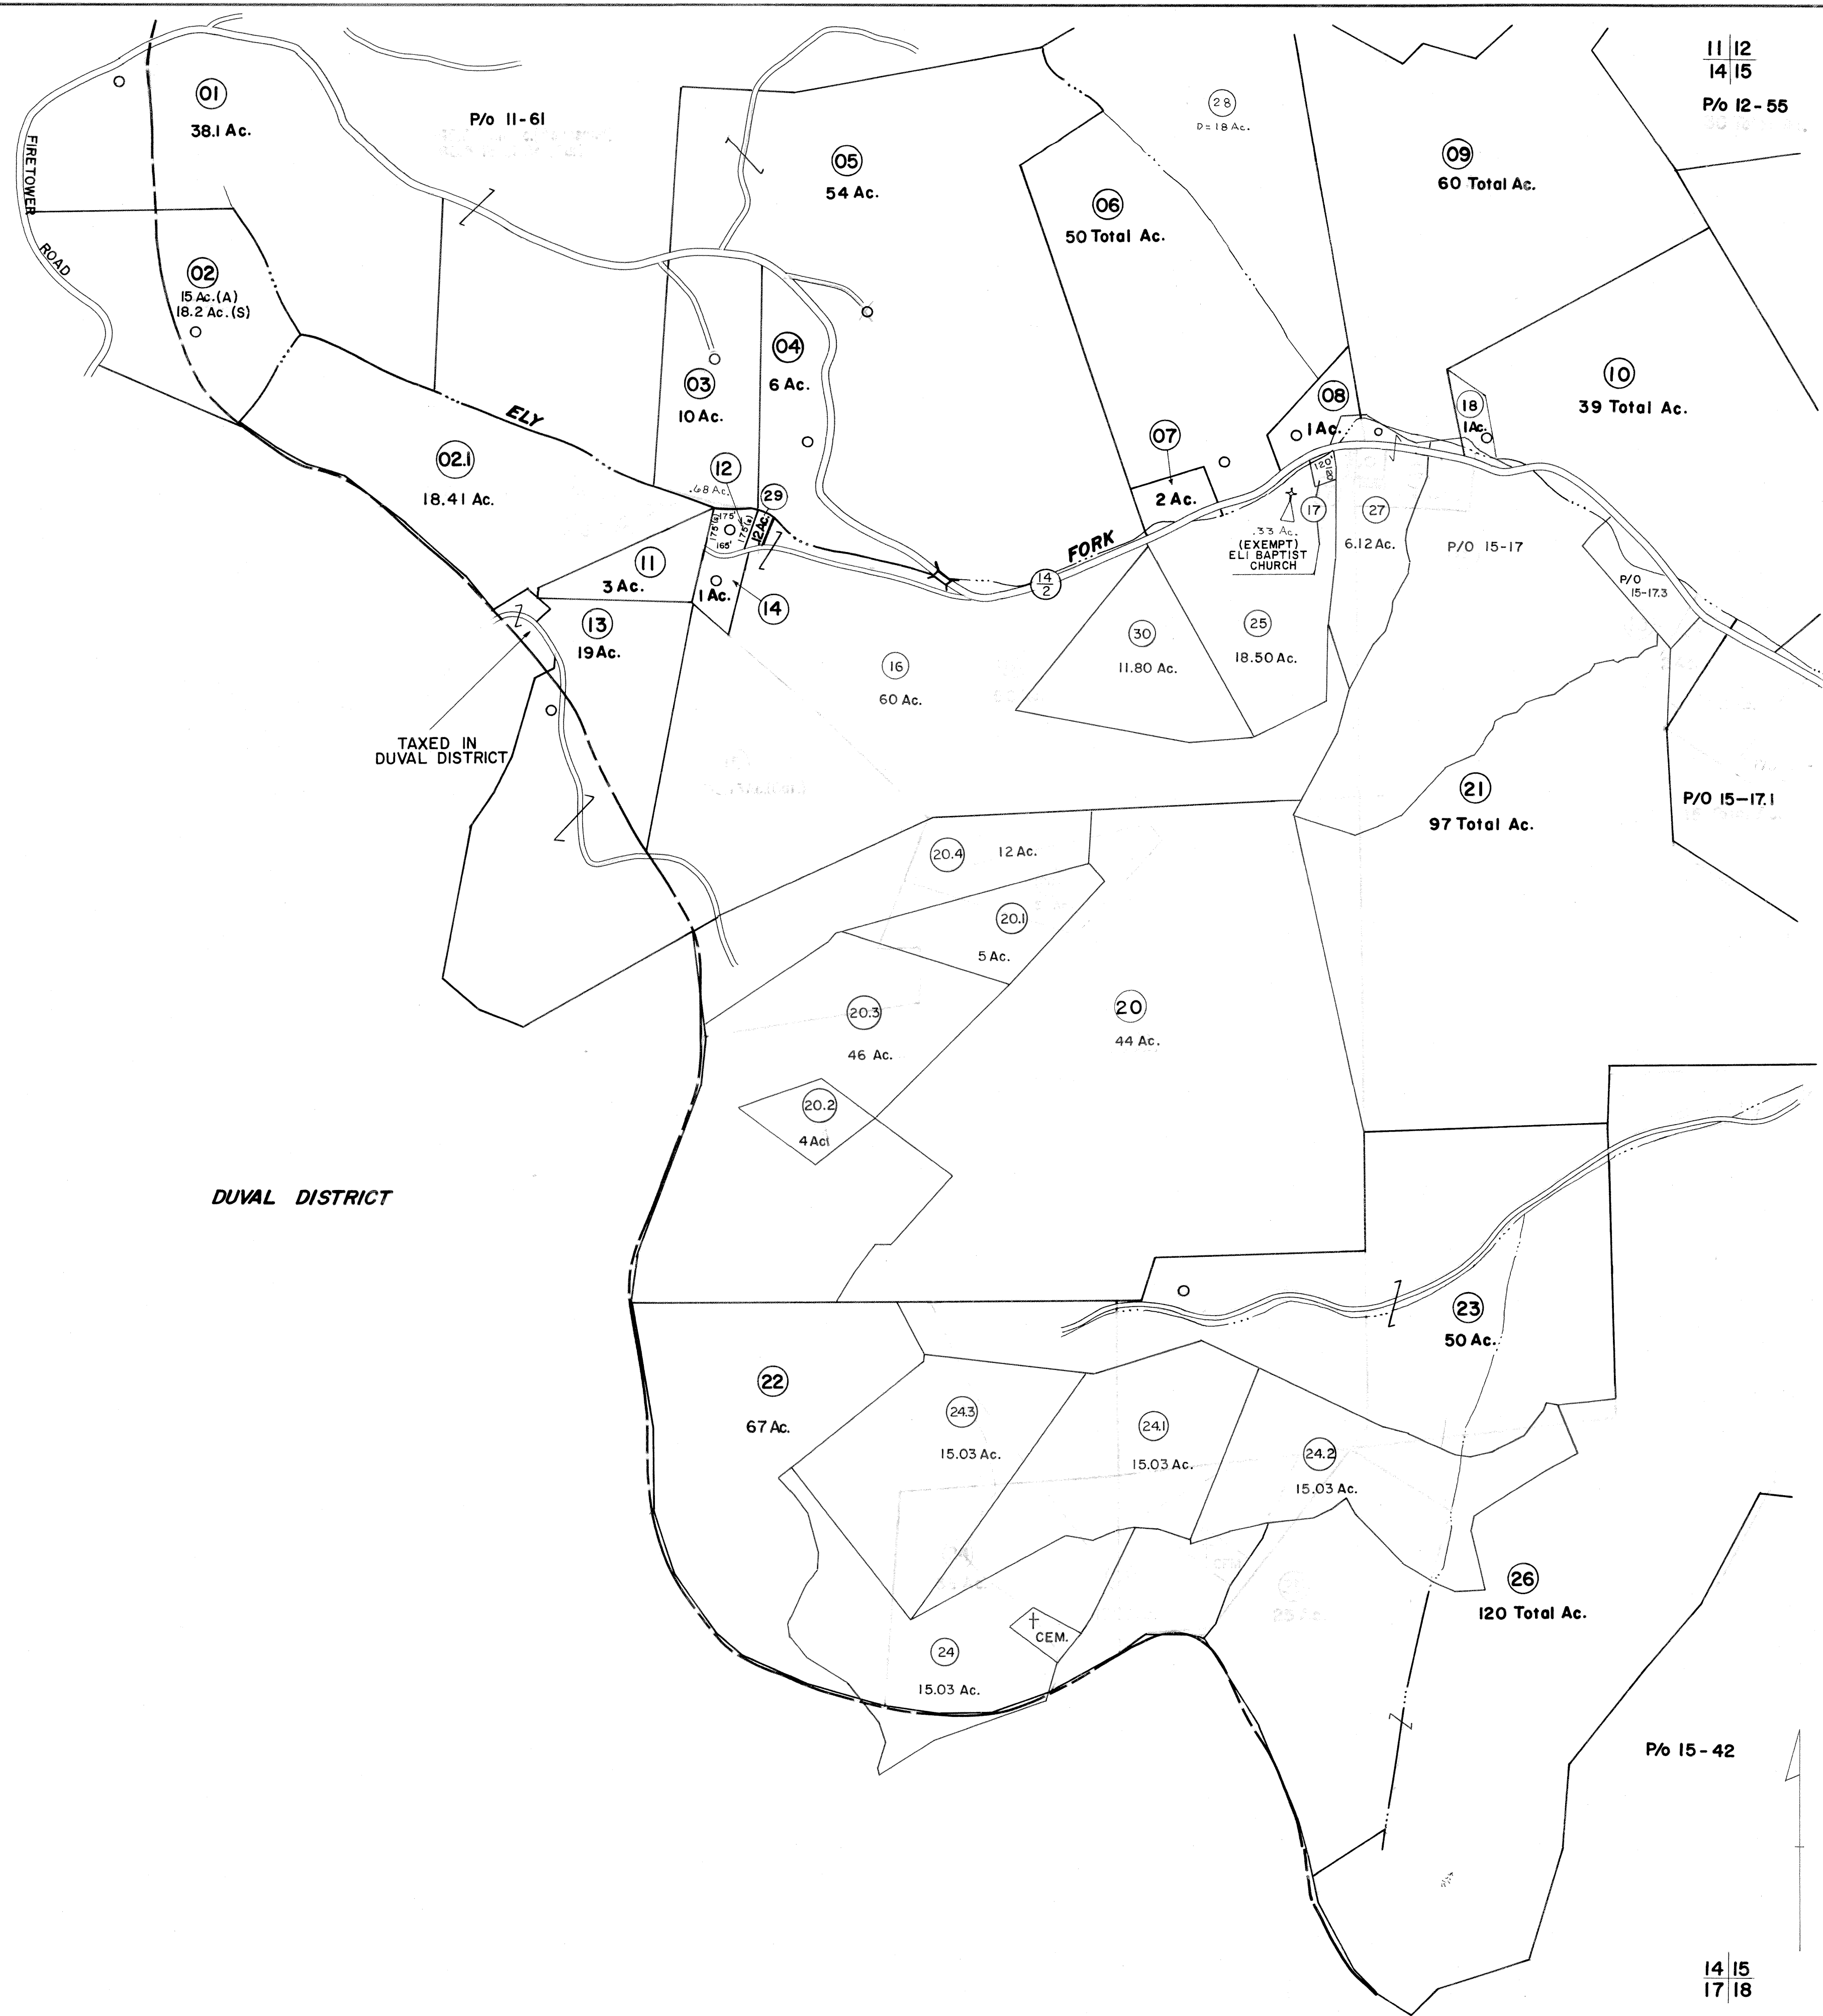 11 12
14 15
P/o 12-55
01
38.1 Ac.
P/o 11-61
28
D=18 Ac.
05
54 Ac.
09
60 Total Ac.
06
50 Total Ac.
FIRETOWER
ROAD
02
15 Ac.(A)
18.2 Ac.(S)
04
6 Ac.
03
10 Ac.
ELY
08
1 Ac.
18
1 Ac.
10
39 Total Ac.
07
2 Ac.
02.1
18.41 Ac.
12
.68 Ac.
29
175'
175'(s)
175'(s)
165'
.12 Ac.
120'
17
27
6.12 Ac.
P/O 15-17
.33 Ac.
(EXEMPT)
ELI BAPTIST
CHURCH
FORK
14
2
11
3 Ac.
1 Ac.
14
P/O
15-17.3
13
19 Ac.
30
11.80 Ac.
25
18.50 Ac.
16
60 Ac.
TAXED IN
DUVAL DISTRICT
21
97 Total Ac.
P/O 15-17.1
20.4
12 Ac.
20.1
5 Ac.
20.3
46 Ac.
20
44 Ac.
20.2
4 Ac
DUVAL DISTRICT
23
50 Ac.
22
67 Ac.
24.3
15.03 Ac.
24.1
15.03 Ac.
24.2
15.03 Ac.
26
120 Total Ac.
CEM.
24
15.03 Ac.
P/o 15-42
14 15
17 18